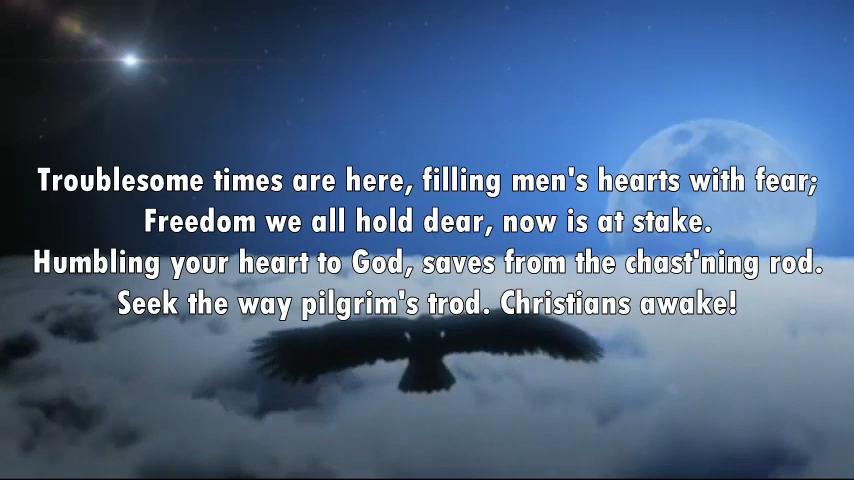 Troublesome times are here, filling men's hearts with fear;
Freedom we all hold dear, now is at stake.
Humbling your heart to God, saves from the chast'ning rod.
Seek the way pilgrim's trod. Christians awake!